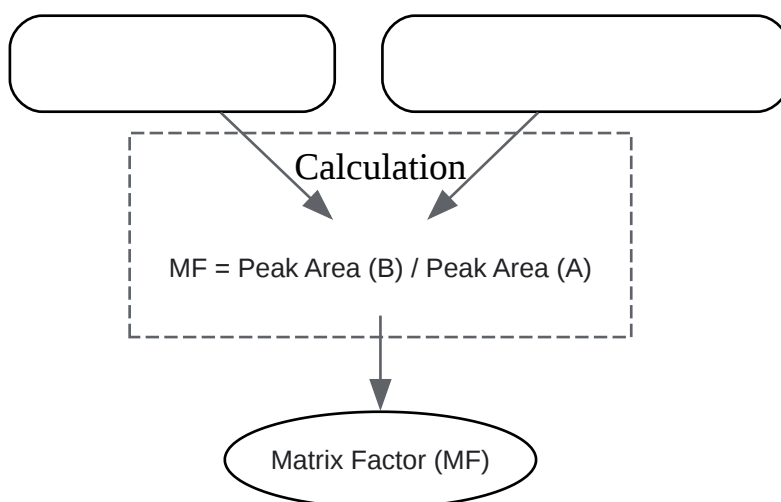 Calculation
MF = Peak Area (B) / Peak Area (A)
Matrix Factor (MF)